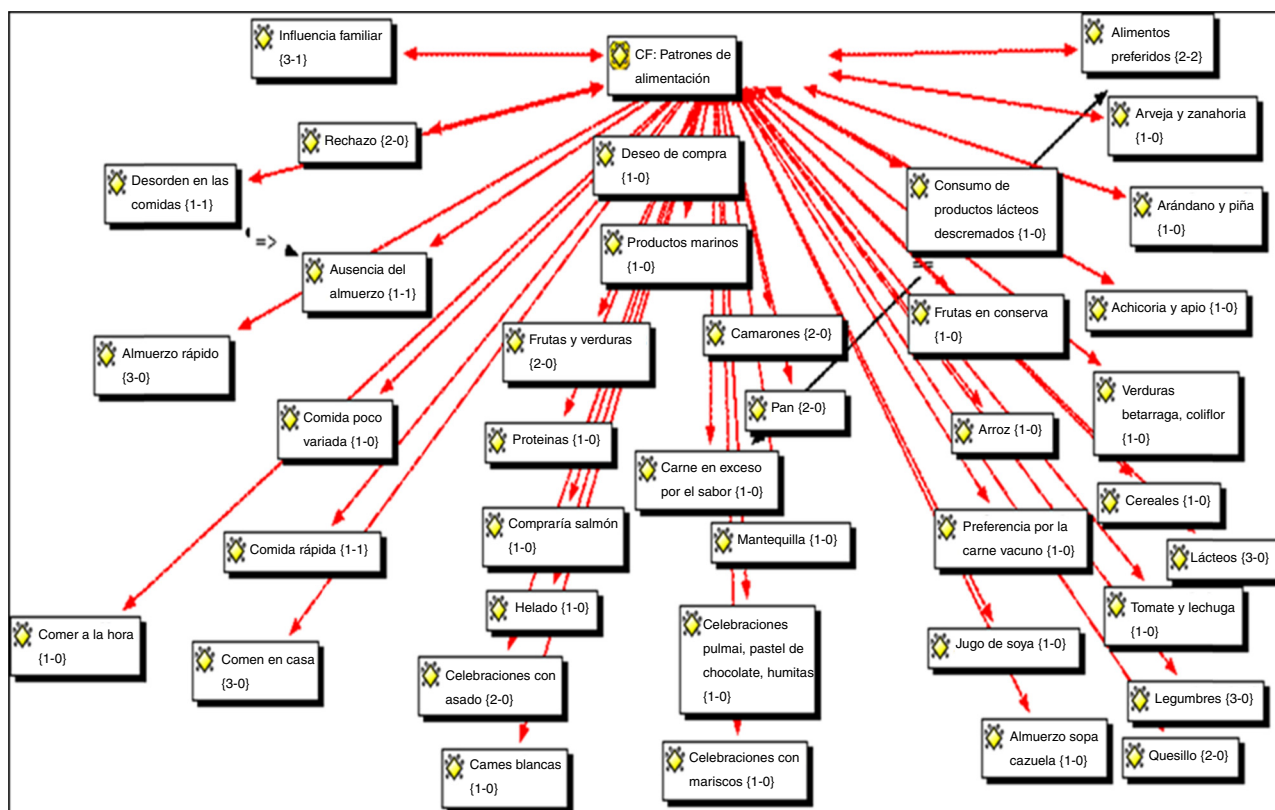 Influencia familiar
{3-1}
CF: Patrones de
alimentación
Alimentos
preferidos {2-2}
Arveja y zanahoria
{1-0}
Rechazo {2-0}
Deseo de compra
{1-0}
Desorden en las
comidas {1-1}
Consumo de
productos lácteos
descremados {1-0}
Arándano y piña
{1-0}
=>
Productos marinos
{1-0}
Ausencia del
almuerzo {1-1}
==
Achicoria y apio {1-0}
Frutas en conserva
{1-0}
Almuerzo rápido
{3-0}
Frutas y verduras
{2-0}
Camarones {2-0}
Verduras
betarraga, coliflor
{1-0}
Comida poco
variada {1-0}
Pan {2-0}
Proteinas {1-0}
Arroz {1-0}
Carne en exceso
por el sabor {1-0}
Cereales {1-0}
Compraría salmón
{1-0}
Preferencia por la
carne vacuno {1-0}
Comida rápida {1-1}
Mantequilla {1-0}
Lácteos {3-0}
Helado {1-0}
Tomate y lechuga
{1-0}
Comer a la hora
{1-0}
Comen en casa
{3-0}
Celebraciones
pulmai, pastel de
chocolate, humitas
{1-0}
Jugo de soya {1-0}
Celebraciones con
asado {2-0}
Legumbres {3-0}
Almuerzo sopa
cazuela {1-0}
Cames blancas
{1-0}
Celebraciones con
mariscos {1-0}
Quesillo {2-0}